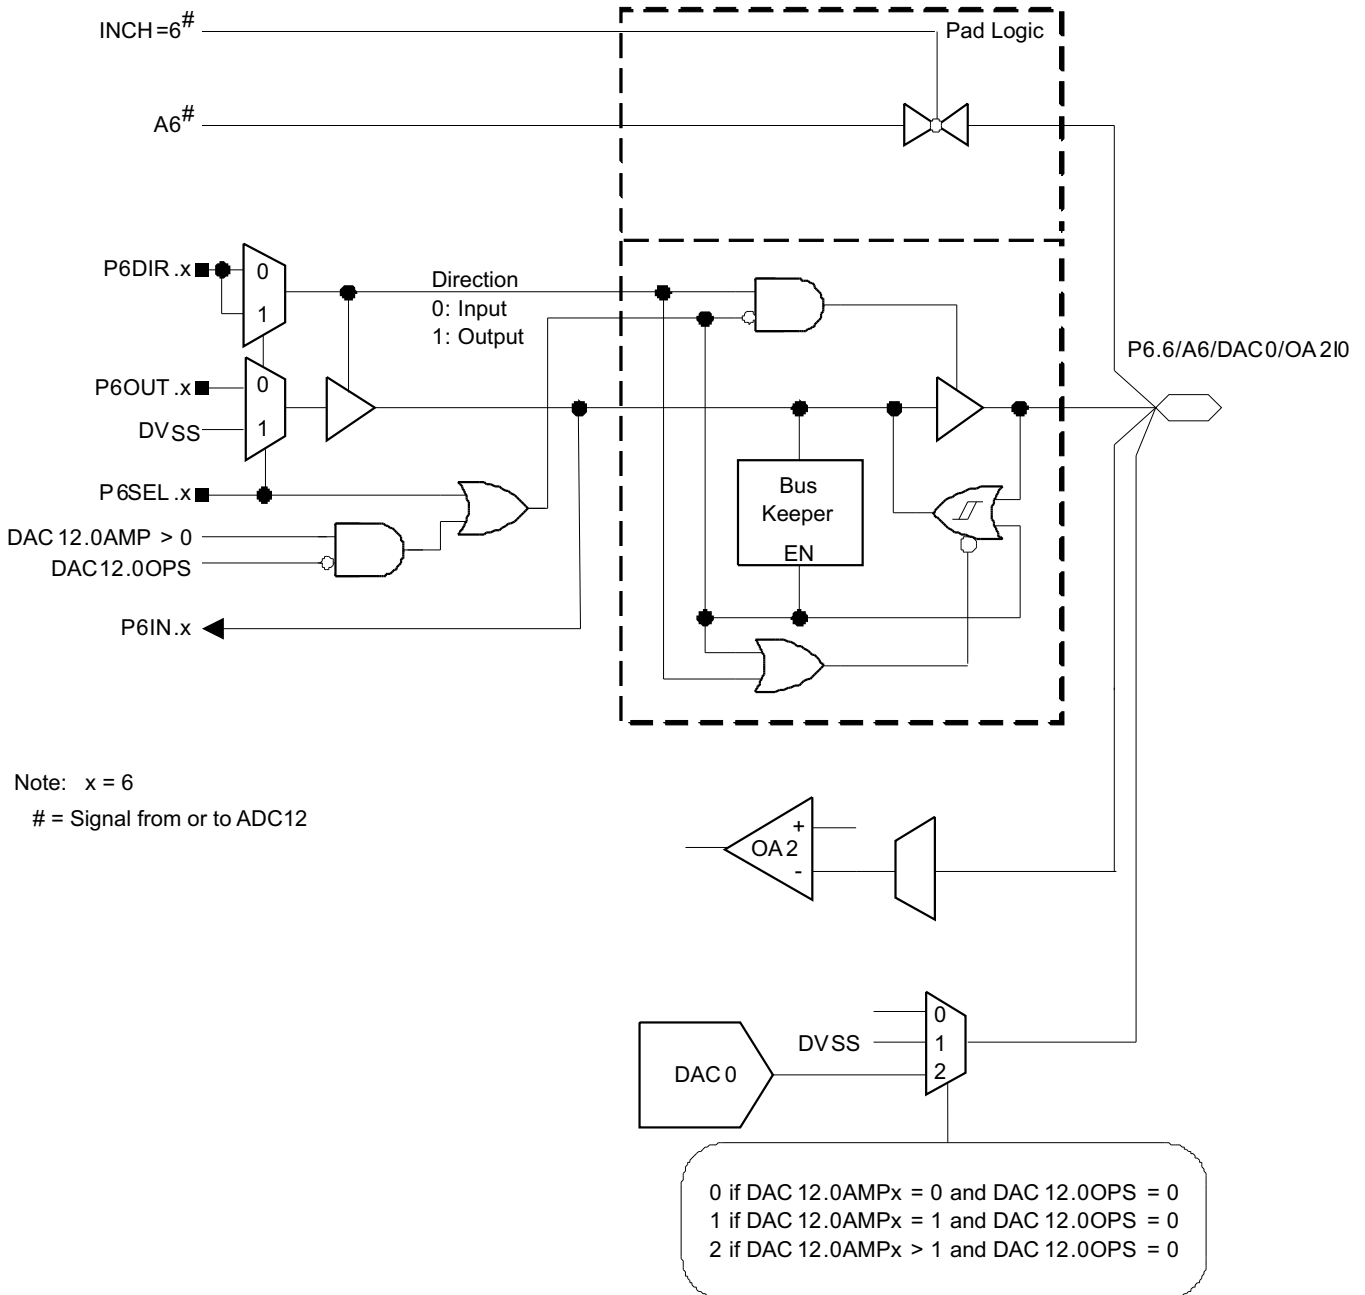 INCH=6#
Pad Logic
A6#
P6DIR.x
0
1
Direction
0: Input
1: Output
P6.6/A6/DAC0/OA2I0
P6OUT.x
0
DVSS
1
P6SEL.x
Bus
Keeper
EN
DAC12.0AMP > 0
DAC12.0OPS
P6IN.x
Note: x = 6
# = Signal from or to ADC12
+
OA2
-
0
DVSS
1
2
DAC0
0 if DAC12.0AMPx = 0 and DAC12.0OPS = 0
1 if DAC12.0AMPx = 1 and DAC12.0OPS = 0
2 if DAC12.0AMPx > 1 and DAC12.0OPS = 0